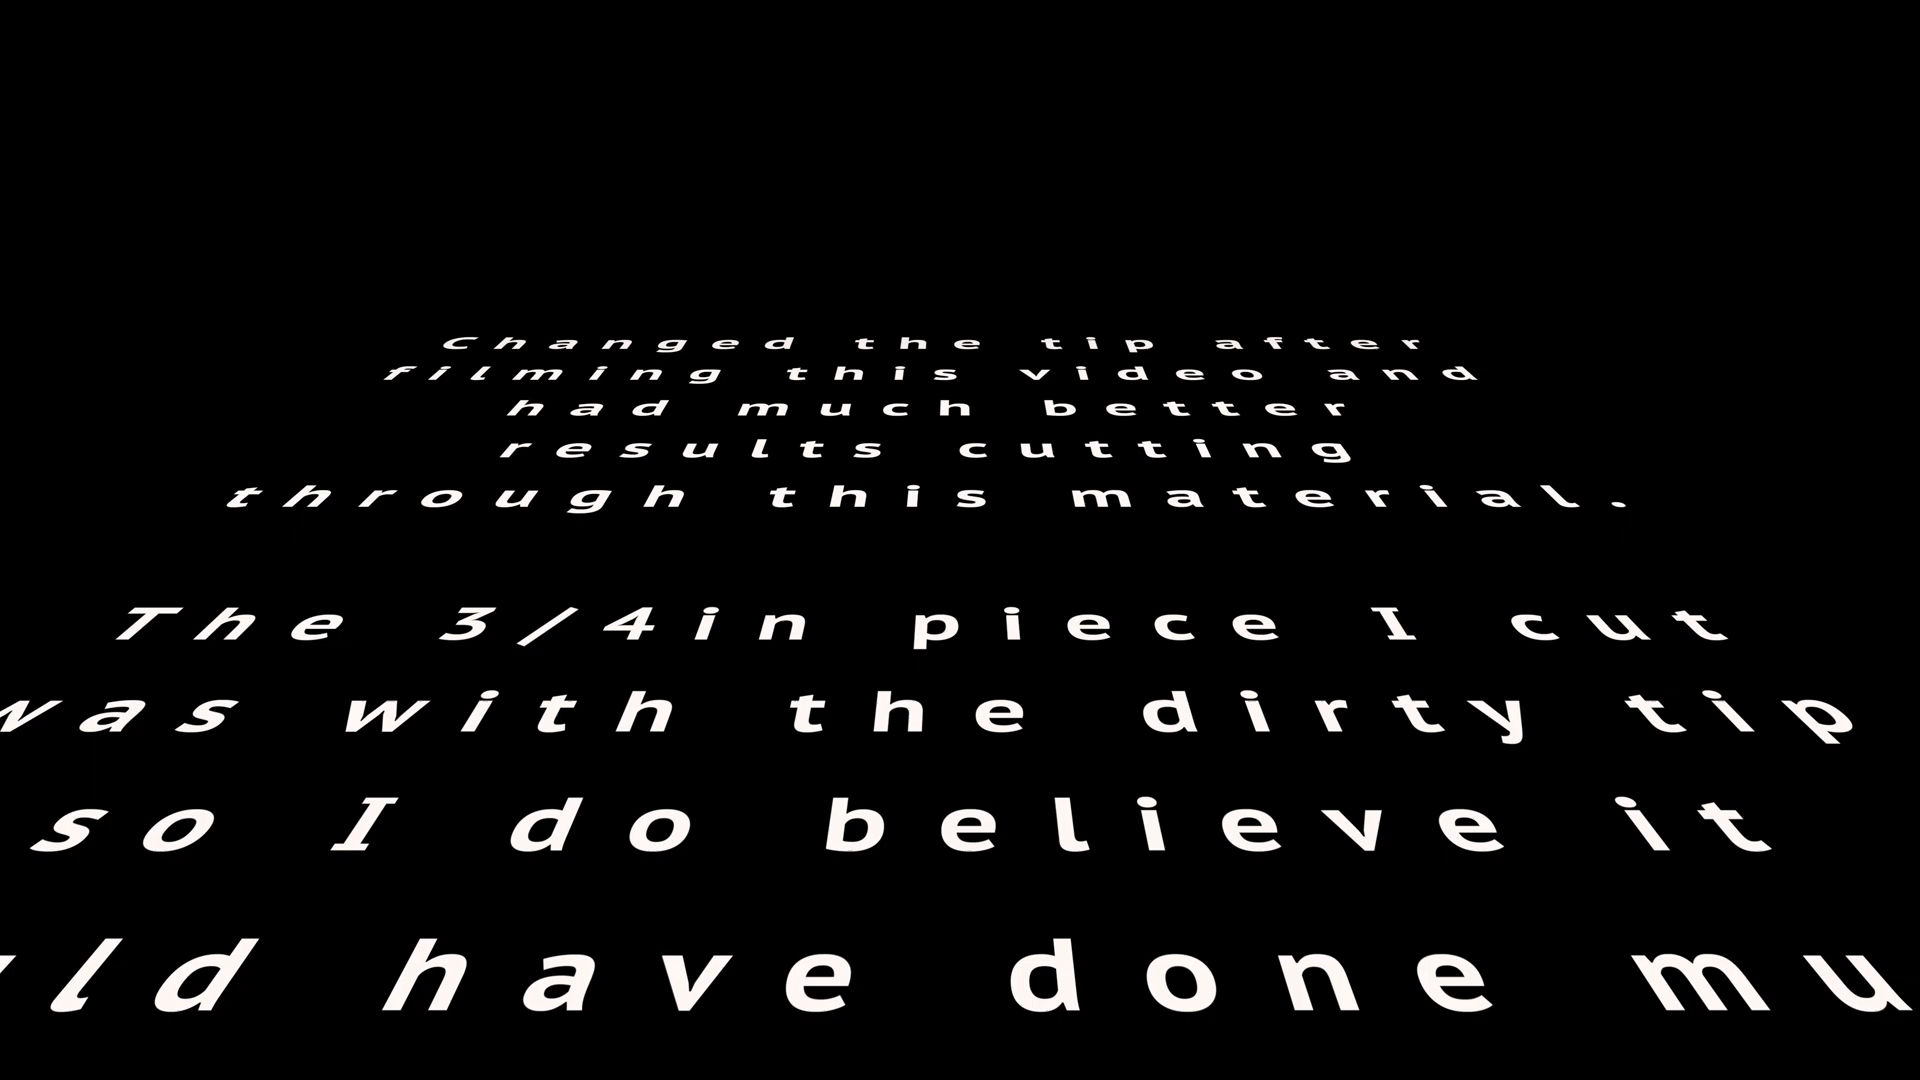 Changed the tip after
filming this video and
had much better
results cutting
through this material.
The 3/4in piece I cut
was with the dirty tip
so I do believe it
have done